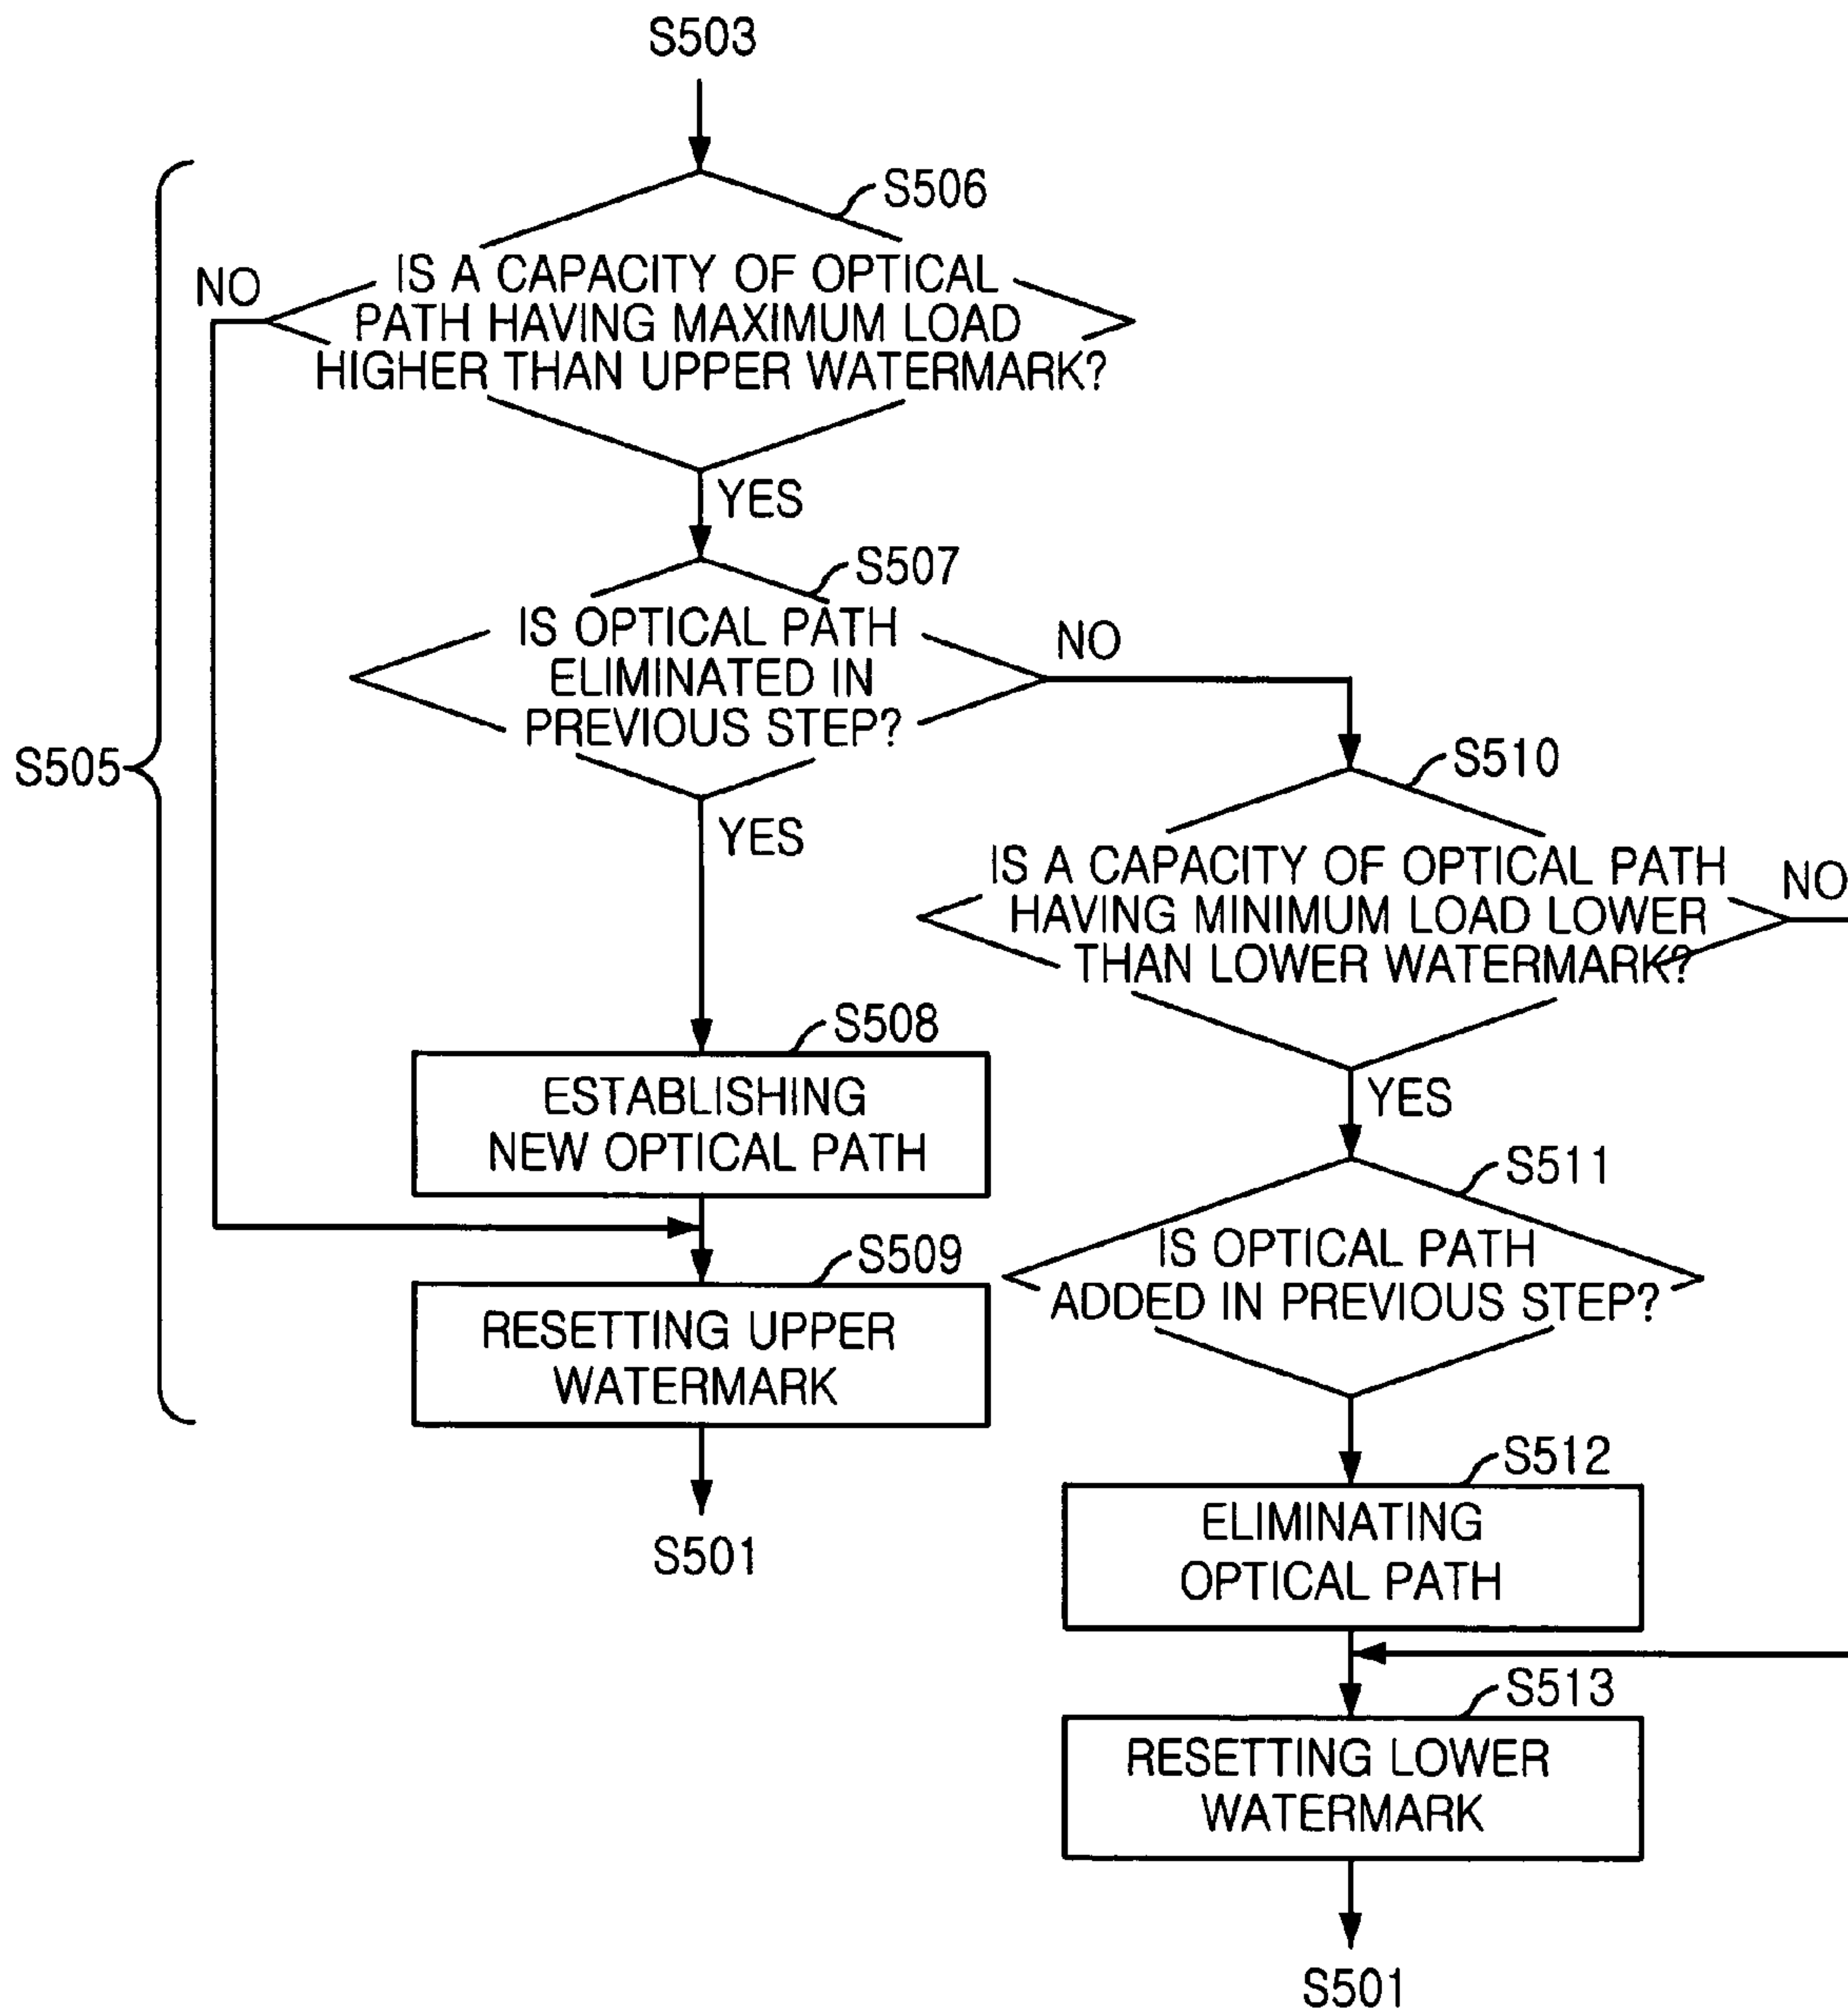 S503
S506
NO
IS A CAPACITY OF OPTICAL
PATH HAVING MAXIMUM LOAD
HIGHER THAN UPPER WATERMARK?
YES
S507
IS OPTICAL PATH
ELIMINATED IN
PREVIOUS STEP?
NO
YES
S505
S510
IS A CAPACITY OF OPTICAL PATH
HAVING MINIMUM LOAD LOWER
THAN LOWER WATERMARK?
NO
YES
S508
ESTABLISHING
NEW OPTICAL PATH
S511
IS OPTICAL PATH
ADDED IN PREVIOUS STEP?
S509
RESETTING UPPER
WATERMARK
S501
S512
ELIMINATING
OPTICAL PATH
S513
RESETTING LOWER
WATERMARK
S501